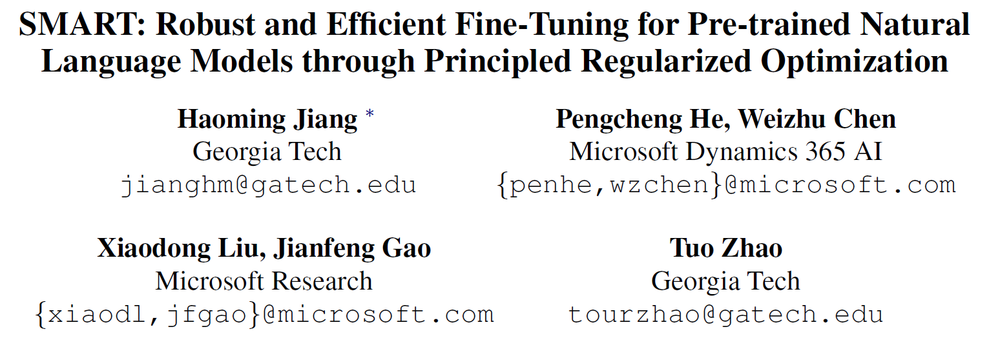 SMART: Robust and Efficient Fine-Tuning for Pre-trained Natural
Language Models through Principled Regularized Optimization
Haoming Jiang *
Georgia Tech
jianghm@gatech.edu
Pengcheng He, Weizhu Chen
Microsoft Dynamics 365 AI
{penhe,wzchen}@microsoft.com
Xiaodong Liu, Jianfeng Gao
Microsoft Research
{xiaodl,jfgao}@microsoft.com
Tuo Zhao
Georgia Tech
tourzhao@gatech.edu